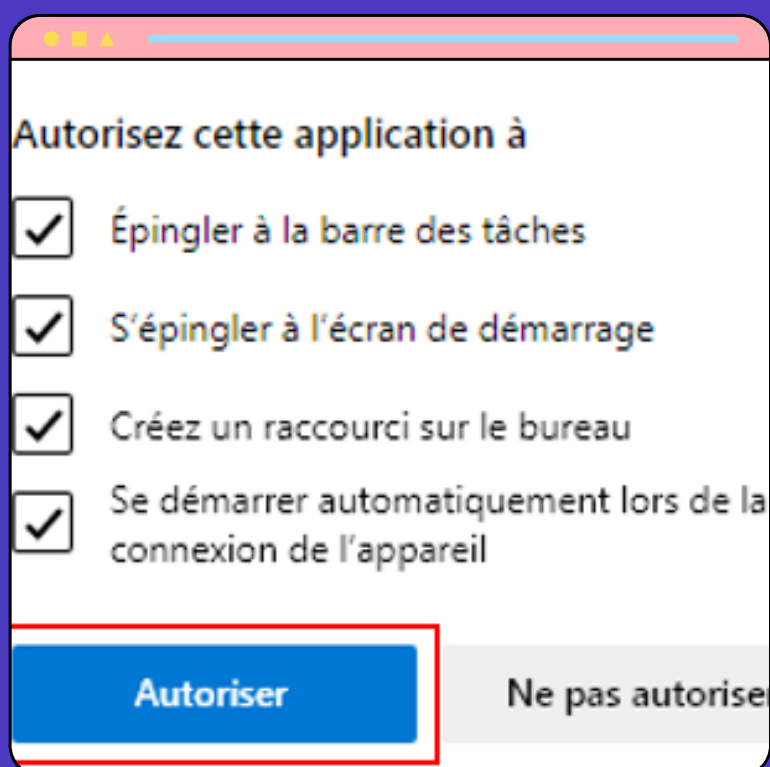 Autorisez cette application à
Épingler à la barre des tâches
S'épingler à l'écran de démarrage
Créez un raccourci sur le bureau
Se démarrer automatiquement lors de la
connexion de l'appareil
Autoriser
Ne pas autoriser